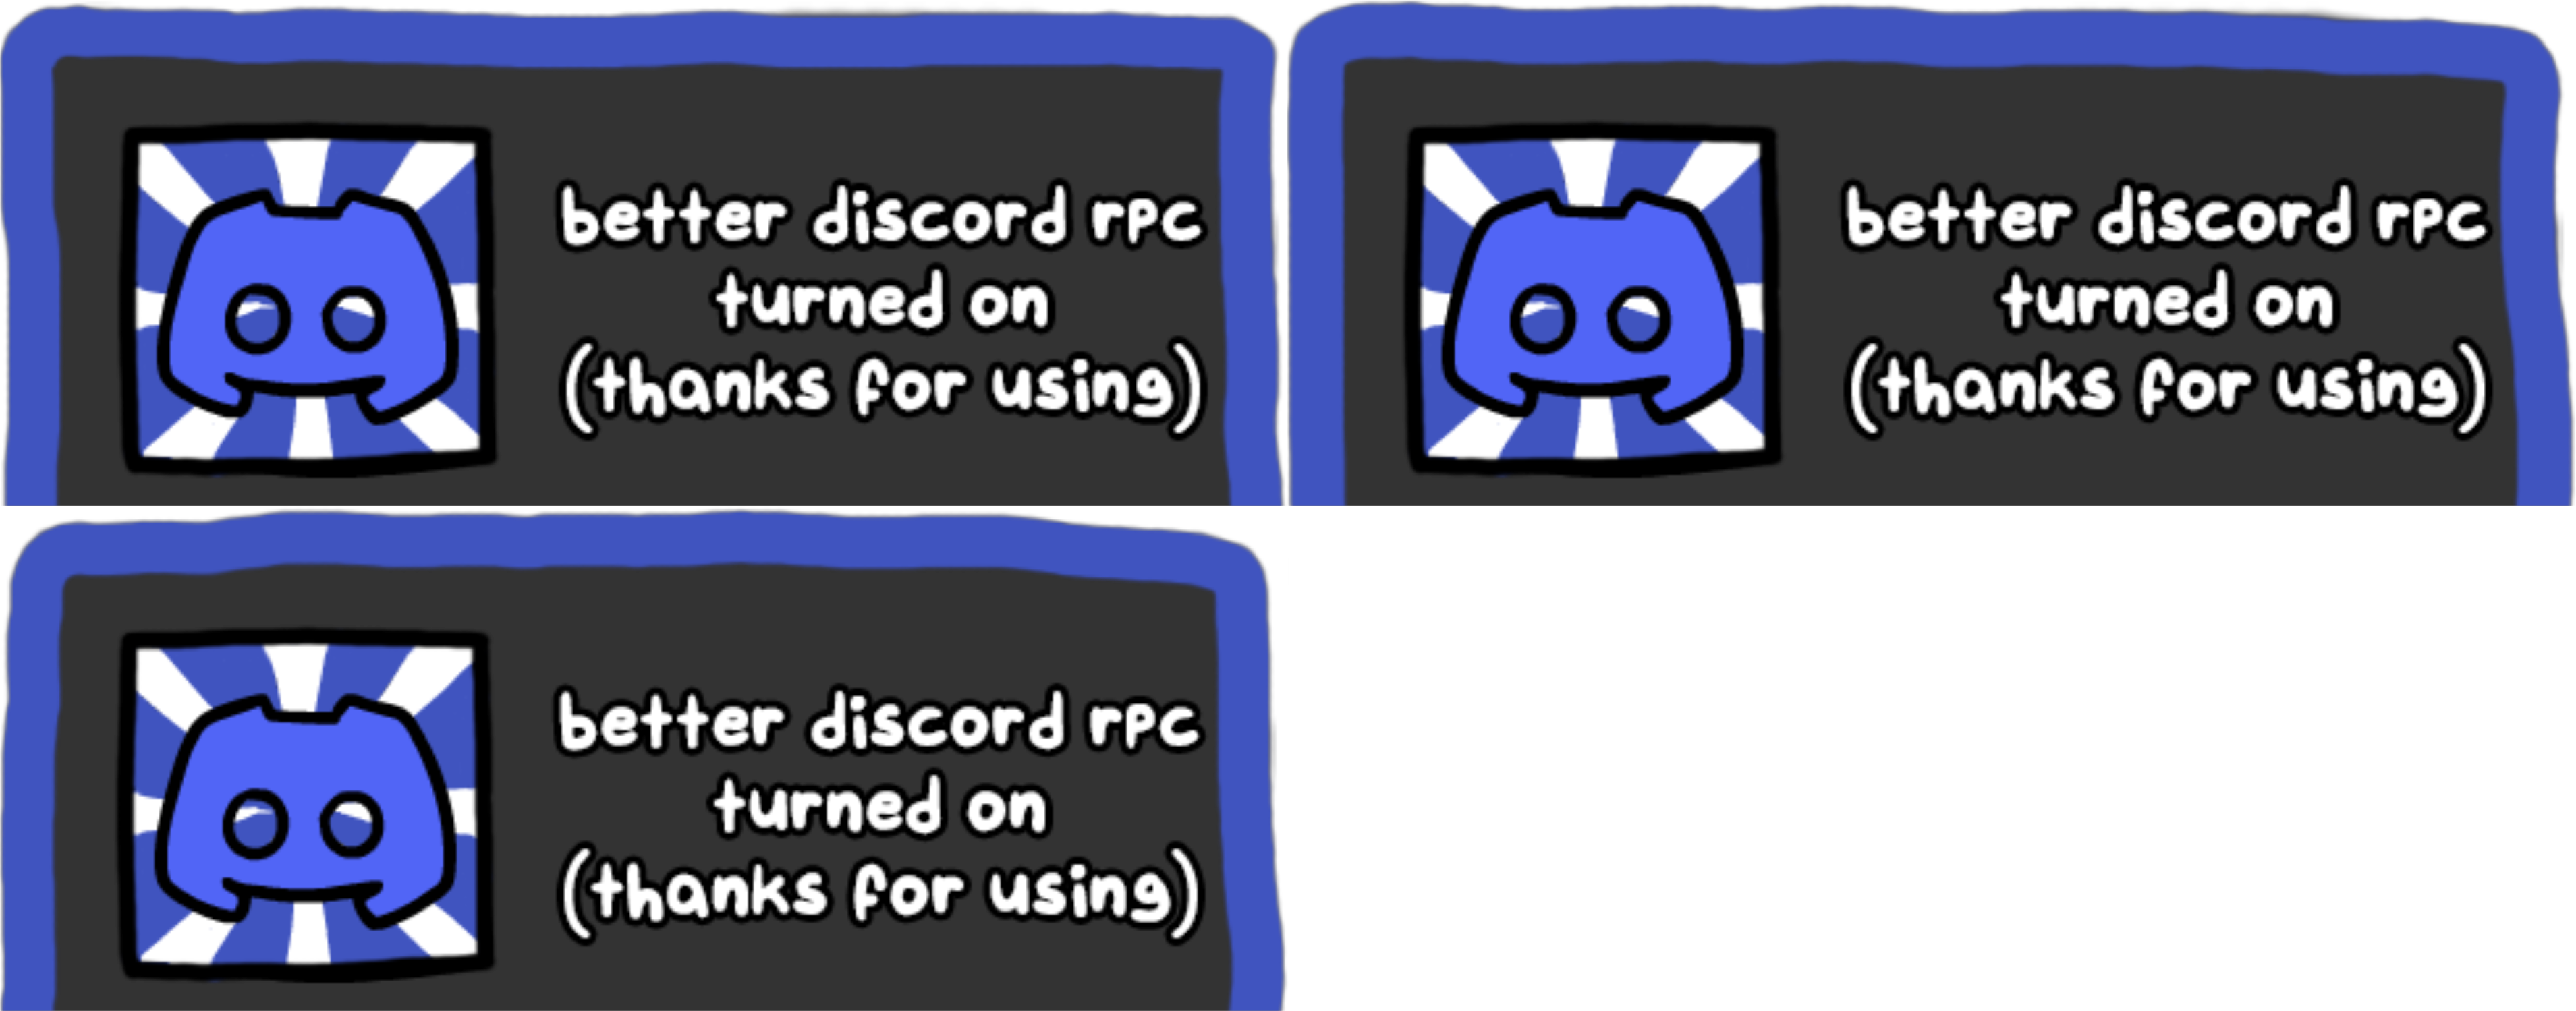 better discord rpc
turned on
(thanks for using)
better discord rpc
turned on
(thanks for using)
better discord rpc
turned on
(thanks for using)